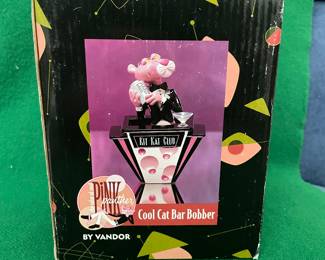 Kit Kat Club
PiNK
panther
Cool Cat Bar Bobber
BY VANDOR